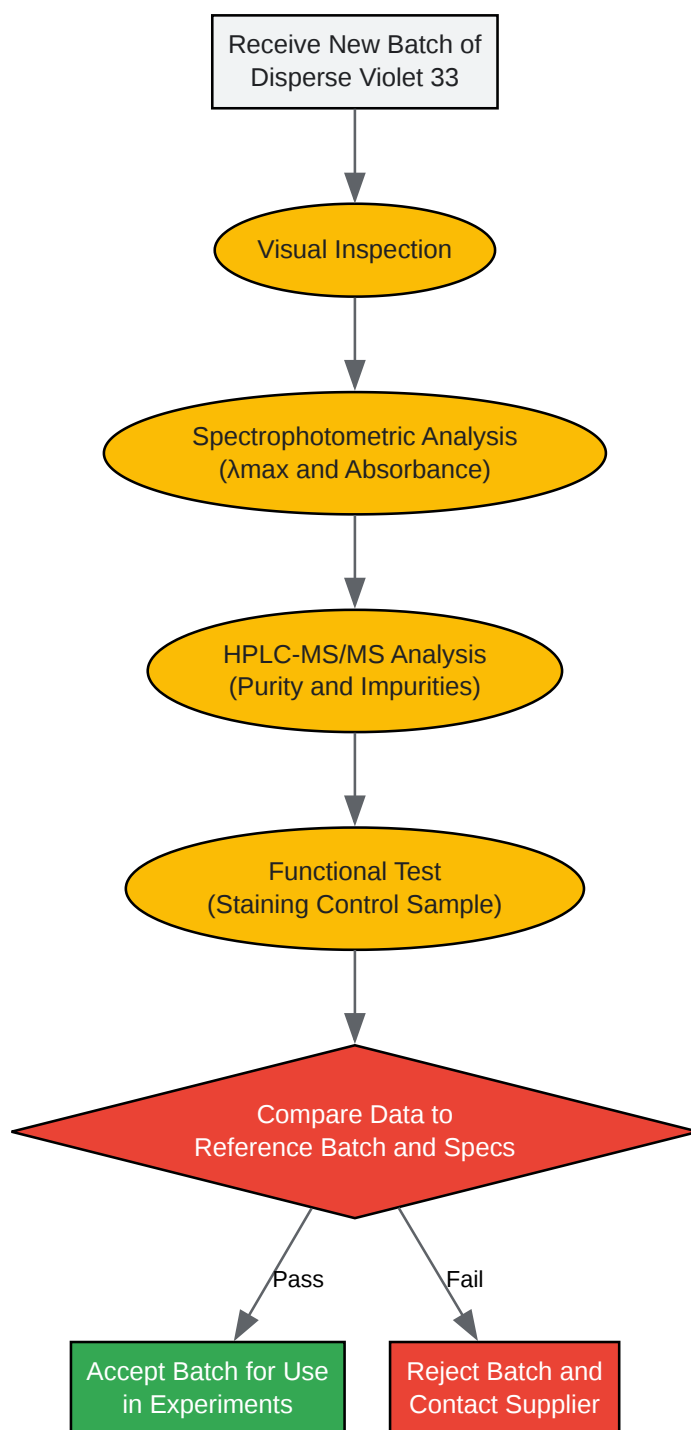 Receive New Batch of
Disperse Violet 33
Visual Inspection
Spectrophotometric Analysis
(λmax and Absorbance)
HPLC-MS/MS Analysis
(Purity and Impurities)
Functional Test
(Staining Control Sample)
Compare Data to
Reference Batch and Specs
Pass
Fail
Accept Batch for Use
in Experiments
Reject Batch and
Contact Supplier